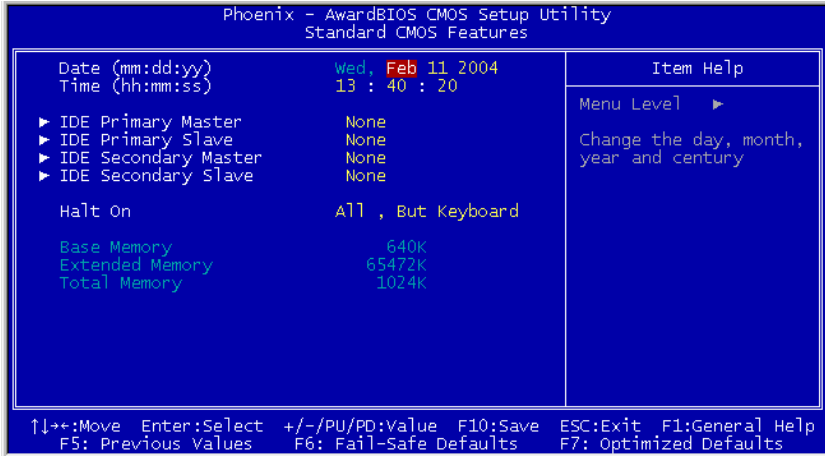 Phoenix - AwardBIOS CMOS Setup Utility
Standard CMOS Features
Date (mm:dd:yy) Wed, Feb 11 2004
Time (hh:mm:ss) 13 : 40 : 20
► IDE Primary Master None
► IDE Primary Slave None
► IDE Secondary Master None
► IDE Secondary Slave None
Halt On All , But Keyboard
Base Memory 640K
Extended Memory 65472K
Total Memory 1024K
Item Help
Menu Level ►
Change the day, month,
year and century
↑↓→←:Move Enter:Select +/-/PU/PD:Value F10:Save ESC:Exit F1:General Help
F5: Previous Values F6: Fail-Safe Defaults F7: Optimized Defaults